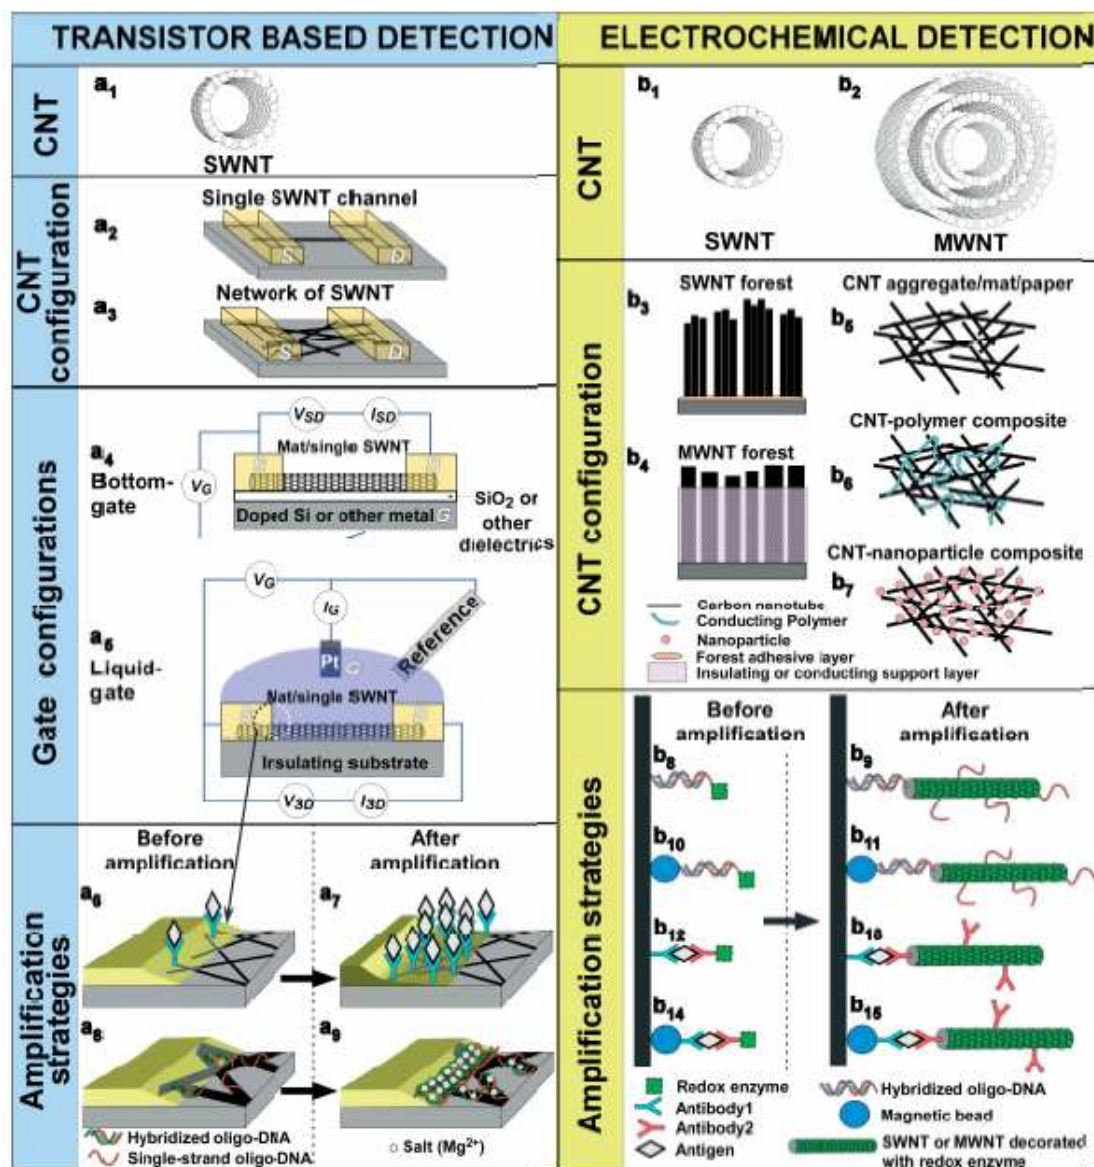 TRANSISTOR BASED DETECTION
CNT
a1
SWNT
CNT
configuration
Single SWNT channel
a2
S
D
Network of SWNT
a3
S
D
Gate configurations
VSD
ISD
Mat/single SWNT
a4
Bottom-
gate
VG
SiO2 or
other
dielectrics
Doped Si or other metal G
VG
IG
Reference
a5
Liquid-
gate
Pt
G
Nat/single SWNT
Insulating substrate
V3D
I3D
Amplification
strategies
Before
amplification
After
amplification
a6
a7
a8
a9
Hybridized oligo-DNA
Single-strand oligo-DNA
Salt (Mg2+)
ELECTROCHEMICAL DETECTION
CNT
b1
b2
SWNT
MWNT
CNT configuration
SWNT forest
b3
CNT aggregate/mat/paper
b5
MWNT forest
b4
CNT-polymer composite
b6
CNT-nanoparticle composite
b7
Carbon nanotube
Conducting Polymer
Nanoparticle
Forest adhesive layer
Insulating or conducting support layer
Amplification strategies
Before
amplification
After
amplification
b8
b9
b10
b11
b12
b13
b14
b15
Redox enzyme
Antibody1
Antibody2
Antigen
Hybridized oligo-DNA
Magnetic bead
SWNT or MWNT decorated
with redox enzyme